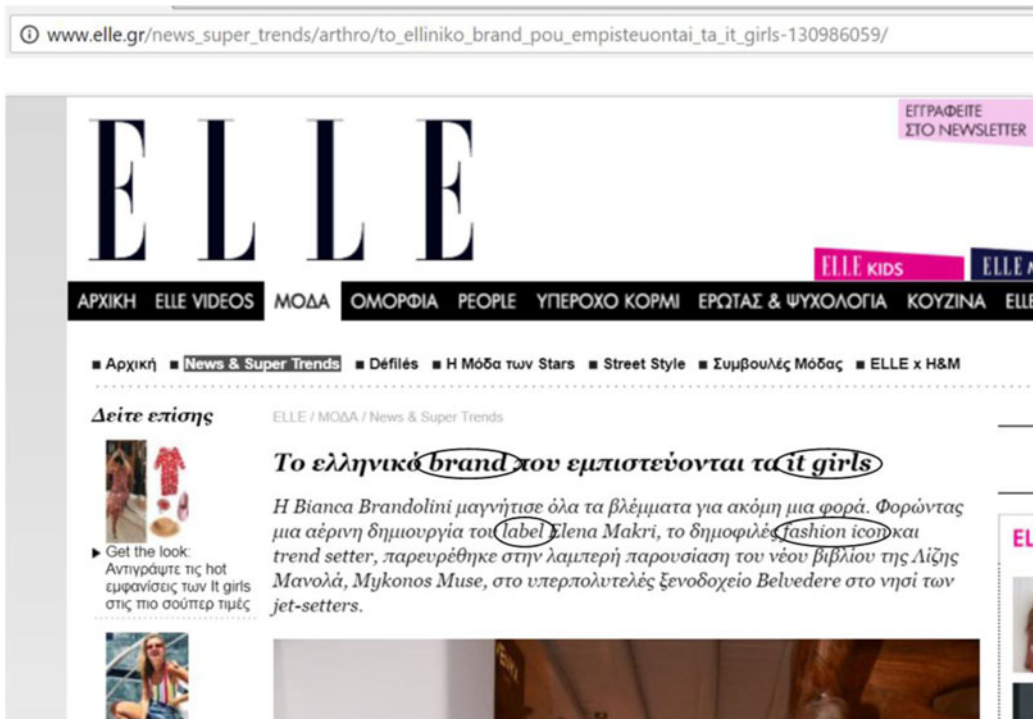 www.elle.gr/news_super_trends/arthro/to_elliniko_brand_pou_empisteuontai_ta_it_girls-130986059/
ELLE
ΕΓΓΡΑΦΕΙΤΕ
ΣΤΟ NEWSLETTER
ELLE KIDS
ELLE
ΑΡΧΙΚΗ ELLE VIDEOS ΜΟΔΑ ΟΜΟΡΦΙΑ PEOPLE ΥΠΕΡΟΧΟ ΚΟΡΜΙ ΕΡΩΤΑΣ & ΨΥΧΟΛΟΓΙΑ ΚΟΥΖΙΝΑ ELLE
■ Αρχική ■ News & Super Trends ■ Défilés ■ Η Μόδα των Stars ■ Street Style ■ Συμβουλές Μόδας ■ ELLE x H&M
Δείτε επίσης
Get the look:
Αντιγράψτε τις hot
εμφανίσεις των It girls
στις πιο σούπερ τιμές
ELLE / ΜΟΔΑ / News & Super Trends
Το ελληνικό brand που εμπιστεύονται τα it girls
Η Bianca Brandolini μαγνήτισε όλα τα βλέμματα για ακόμη μια φορά. Φορώντας
μια αέρινη δημιουργία του label Elena Makri, το δημοφιλές fashion icon και
trend setter, παρευρέθηκε στην λαμπερή παρουσίαση του νέου βιβλίου της Λίζης
Μανολά, Mykonos Muse, στο υπερπολυτελές ξενοδοχείο Belvedere στο νησί των
jet-setters.